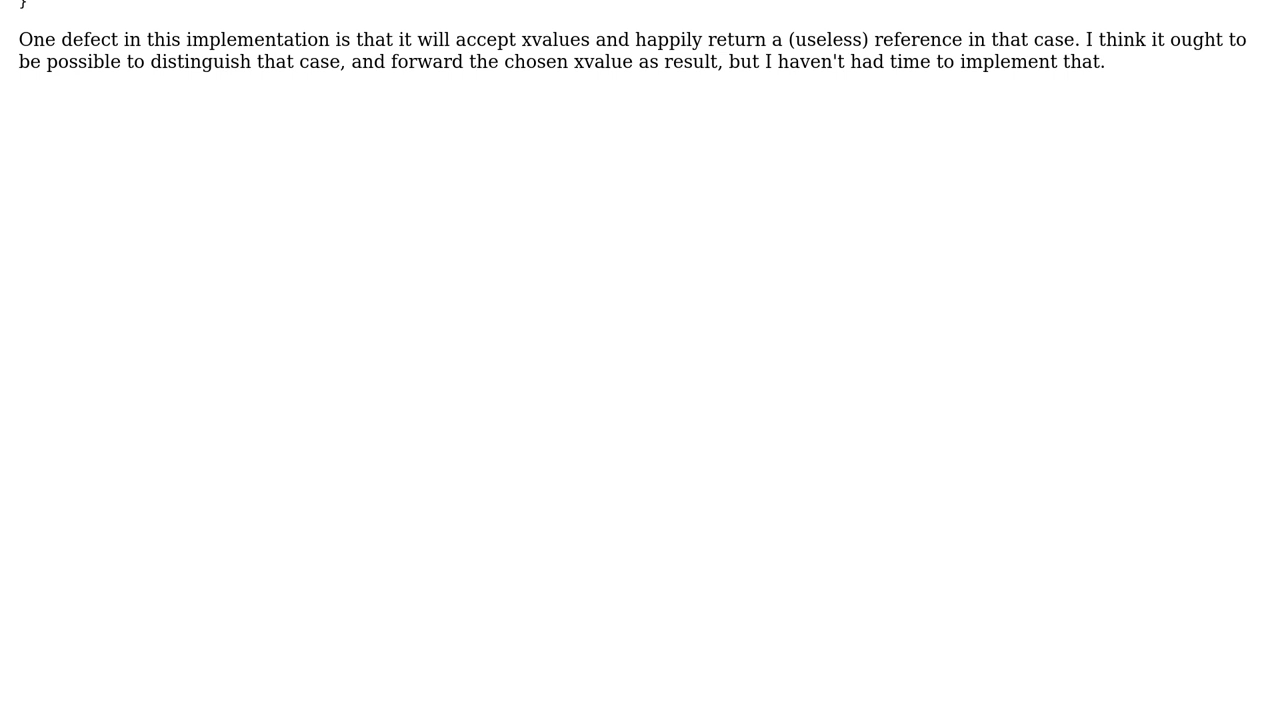 }
One defect in this implementation is that it will accept xvalues and happily return a (useless) reference in that case. I think it ought to
be possible to distinguish that case, and forward the chosen xvalue as result, but I haven't had time to implement that.